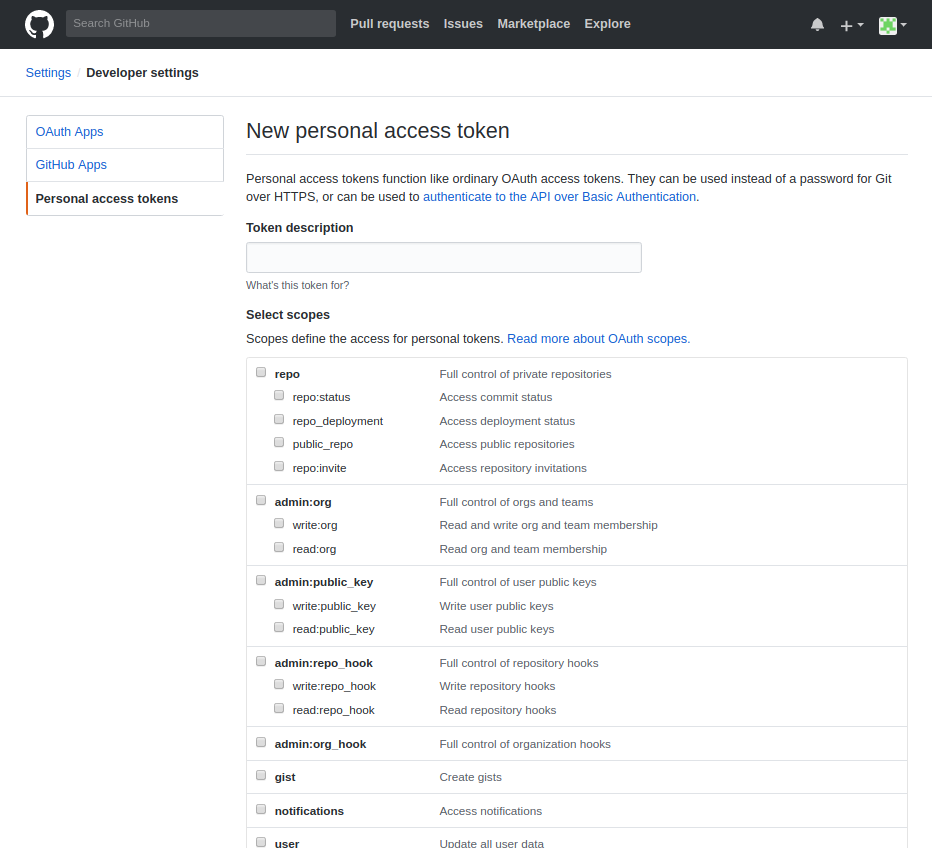 Search GitHub
Pull requests Issues Marketplace Explore
Settings / Developer settings
OAuth Apps
GitHub Apps
Personal access tokens
New personal access token
Personal access tokens function like ordinary OAuth access tokens. They can be used instead of a password for Git
over HTTPS, or can be used to authenticate to the API over Basic Authentication.
Token description
What's this token for?
Select scopes
Scopes define the access for personal tokens. Read more about OAuth scopes.
repo Full control of private repositories
repo:status Access commit status
repo_deployment Access deployment status
public_repo Access public repositories
repo:invite Access repository invitations
admin:org Full control of orgs and teams
write:org Read and write org and team membership
read:org Read org and team membership
admin:public_key Full control of user public keys
write:public_key Write user public keys
read:public_key Read user public keys
admin:repo_hook Full control of repository hooks
write:repo_hook Write repository hooks
read:repo_hook Read repository hooks
admin:org_hook Full control of organization hooks
gist Create gists
notifications Access notifications
user Update all user data